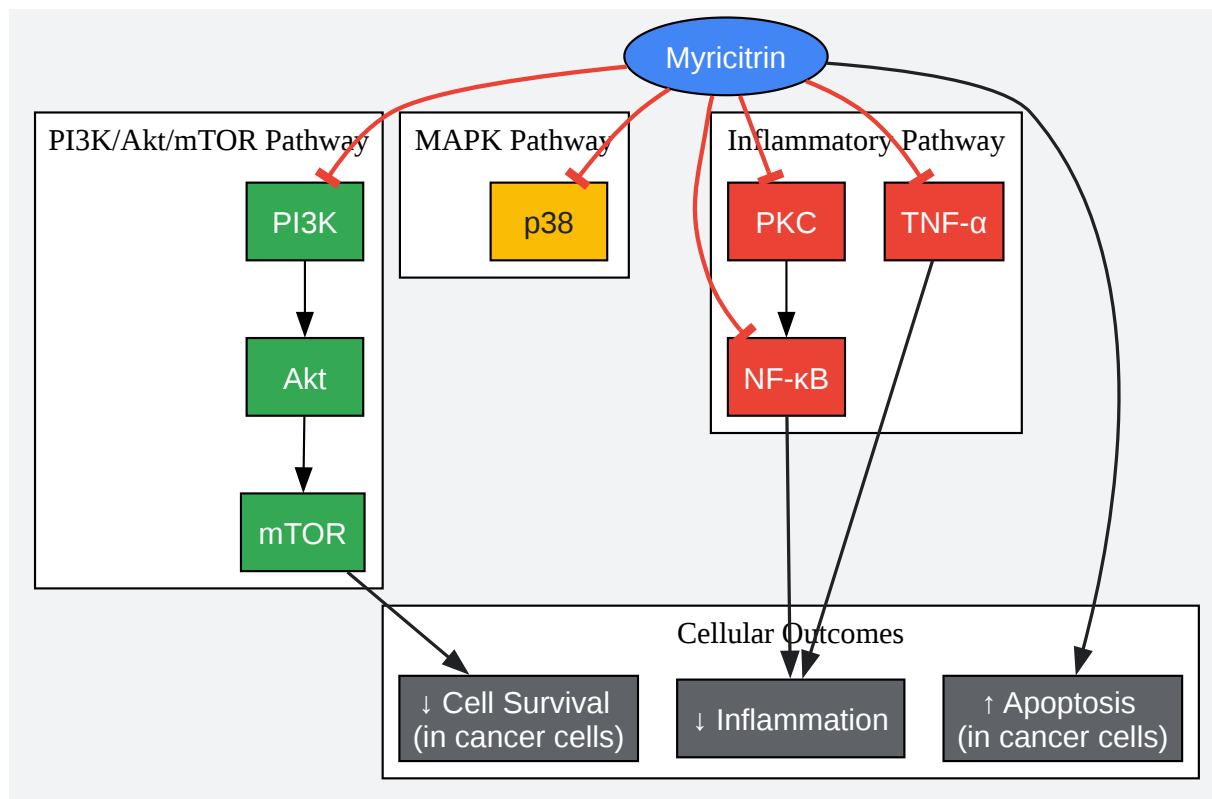 Myricitrin
PI3K/Akt/mTOR Pathway
MAPK Pathway
Inflammatory Pathway
PI3K
p38
PKC
TNF-α
Akt
NF-κB
mTOR
Cellular Outcomes
↓ Cell Survival
(in cancer cells)
↓ Inflammation
↑ Apoptosis
(in cancer cells)